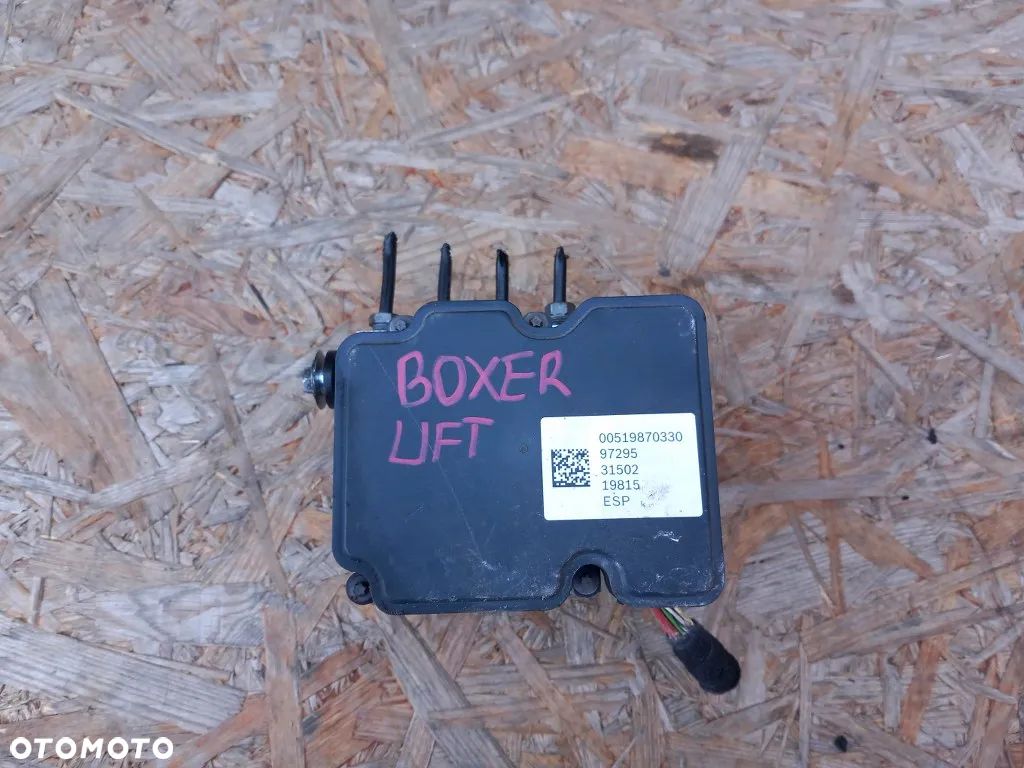 BOXER
LIFT
00519870330
97295
31502
19815
ESP
OTOMOTO